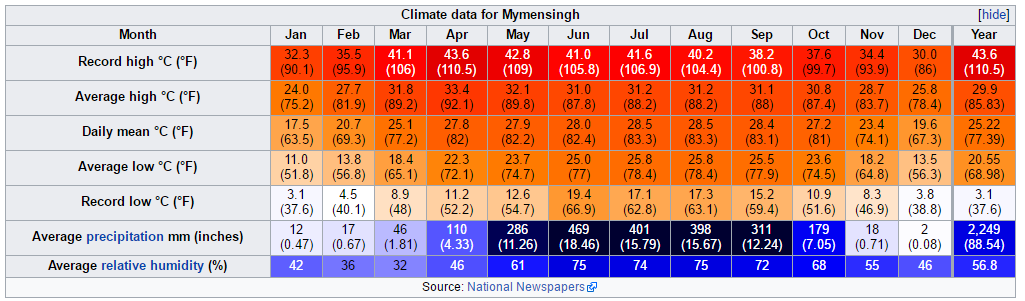 Climate data for Mymensingh [hide]
Month Jan Feb Mar Apr May Jun Jul Aug Sep Oct Nov Dec Year
Record high °C (°F) 32.3 (90.1) 35.5 (95.9) 41.1 (106) 43.6 (110.5) 42.8 (109) 41.0 (105.8) 41.6 (106.9) 40.2 (104.4) 38.2 (100.8) 37.6 (99.7) 34.4 (93.9) 30.0 (86) 43.6 (110.5)
Average high °C (°F) 24.0 (75.2) 27.7 (81.9) 31.8 (89.2) 33.4 (92.1) 32.1 (89.8) 31.0 (87.8) 31.2 (88.2) 31.2 (88.2) 31.1 (88) 30.8 (87.4) 28.7 (83.7) 25.8 (78.4) 29.9 (85.83)
Daily mean °C (°F) 17.5 (63.5) 20.7 (69.3) 25.1 (77.2) 27.8 (82) 27.9 (82.2) 28.0 (82.4) 28.5 (83.3) 28.5 (83.3) 28.4 (83.1) 27.2 (81) 23.4 (74.1) 19.6 (67.3) 25.22 (77.39)
Average low °C (°F) 11.0 (51.8) 13.8 (56.8) 18.4 (65.1) 22.3 (72.1) 23.7 (74.7) 25.0 (77) 25.8 (78.4) 25.8 (78.4) 25.5 (77.9) 23.6 (74.5) 18.2 (64.8) 13.5 (56.3) 20.55 (68.98)
Record low °C (°F) 3.1 (37.6) 4.5 (40.1) 8.9 (48) 11.2 (52.2) 12.6 (54.7) 19.4 (66.9) 17.1 (62.8) 17.3 (63.1) 15.2 (59.4) 10.9 (51.6) 8.3 (46.9) 3.8 (38.8) 3.1 (37.6)
Average precipitation mm (inches) 12 (0.47) 17 (0.67) 46 (1.81) 110 (4.33) 286 (11.26) 469 (18.46) 401 (15.79) 398 (15.67) 311 (12.24) 179 (7.05) 18 (0.71) 2 (0.08) 2,249 (88.54)
Average relative humidity (%) 42 36 32 46 61 75 74 75 72 68 55 46 56.8
Source: National Newspapers